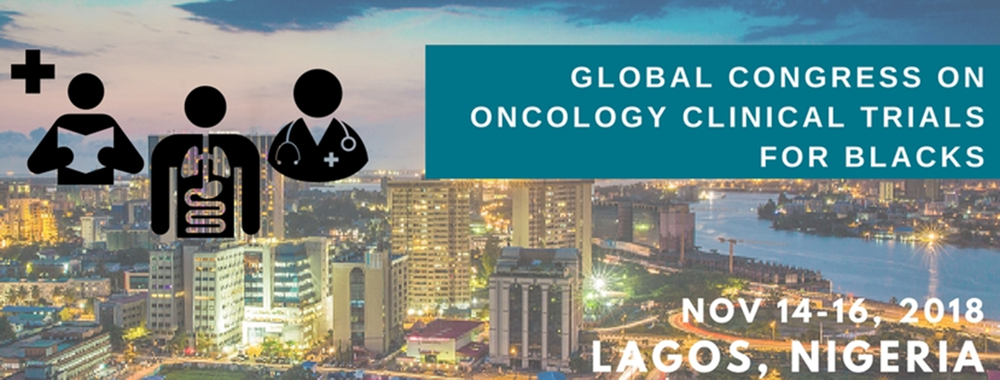 GLOBAL CONGRESS ON
ONCOLOGY CLINICAL TRIALS
FOR BLACKS
NOV 14-16, 2018
LAGOS, NIGERIA